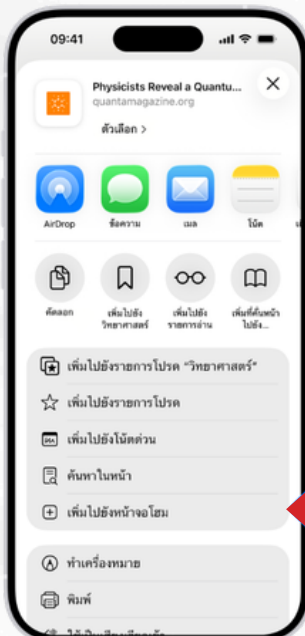 09:41
Physicists Reveal a Quantu...
quantamagazine.org
ตัวเลือก >
AirDrop
ข้อความ
เมล
โน้ต
คัดลอก
เพิ่มไปยัง
วิทยาศาสตร์
เพิ่มไปยัง
รายการอ่าน
เพิ่มที่คั่นหน้า
ไปยัง...
เพิ่มไปยังรายการโปรด "วิทยาศาสตร์"
เพิ่มไปยังรายการโปรด
เพิ่มไปยังโน้ตด่วน
ค้นหาในหน้า
เพิ่มไปยังหน้าจอโฮม
ทำเครื่องหมาย
พิมพ์